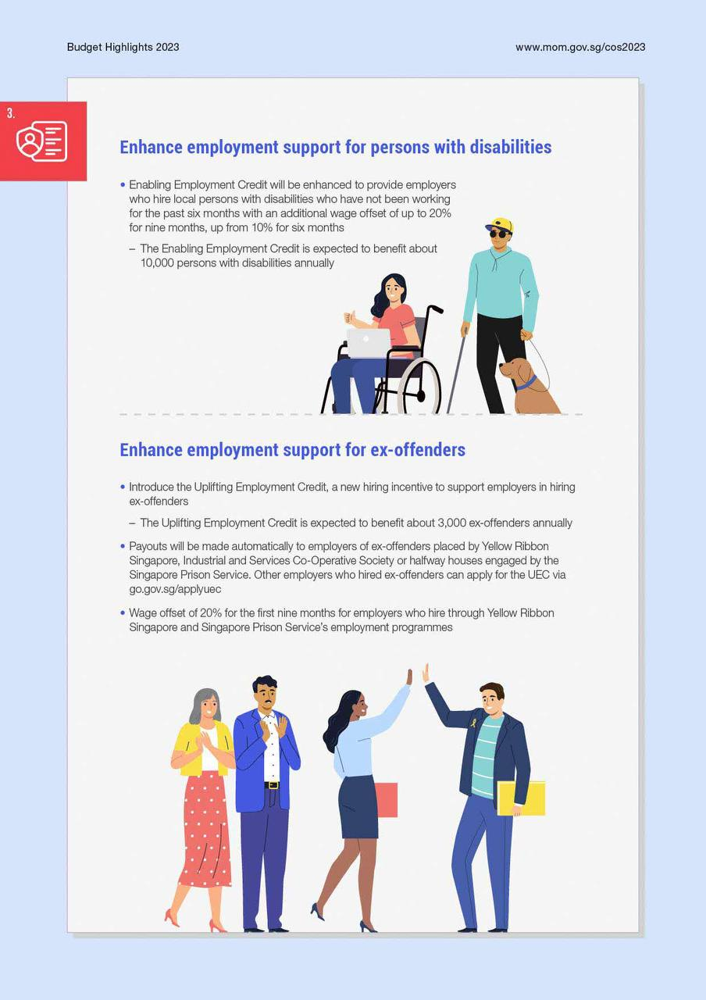 Budget Highlights 2023
www.mom.gov.sg/cos2023
3.
Enhance employment support for persons with disabilities
• Enabling Employment Credit will be enhanced to provide employers
who hire local persons with disabilities who have not been working
for the past six months with an additional wage offset of up to 20%
for nine months, up from 10% for six months
– The Enabling Employment Credit is expected to benefit about
10,000 persons with disabilities annually
Enhance employment support for ex-offenders
• Introduce the Uplifting Employment Credit, a new hiring incentive to support employers in hiring
ex-offenders
– The Uplifting Employment Credit is expected to benefit about 3,000 ex-offenders annually
• Payouts will be made automatically to employers of ex-offenders placed by Yellow Ribbon
Singapore, Industrial and Services Co-Operative Society or halfway houses engaged by the
Singapore Prison Service. Other employers who hired ex-offenders can apply for the UEC via
go.gov.sg/applyuec
• Wage offset of 20% for the first nine months for employers who hire through Yellow Ribbon
Singapore and Singapore Prison Service's employment programmes